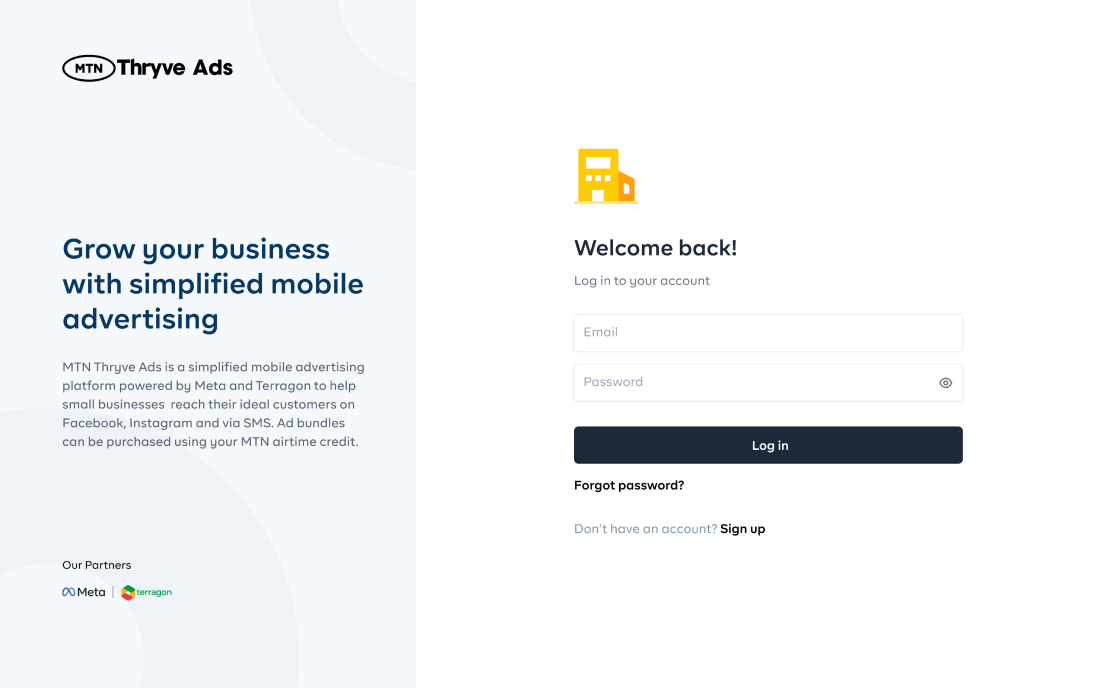 MTN Thryve Ads
Grow your business
with simplified mobile
advertising
MTN Thryve Ads is a simplified mobile advertising
platform powered by Meta and Terragon to help
small businesses  reach their ideal customers on
Facebook, Instagram and via SMS. Ad bundles
can be purchased using your MTN airtime credit.
Our Partners
Meta | terragon
Welcome back!
Log in to your account
Email
Password
Log in
Forgot password?
Don't have an account? Sign up